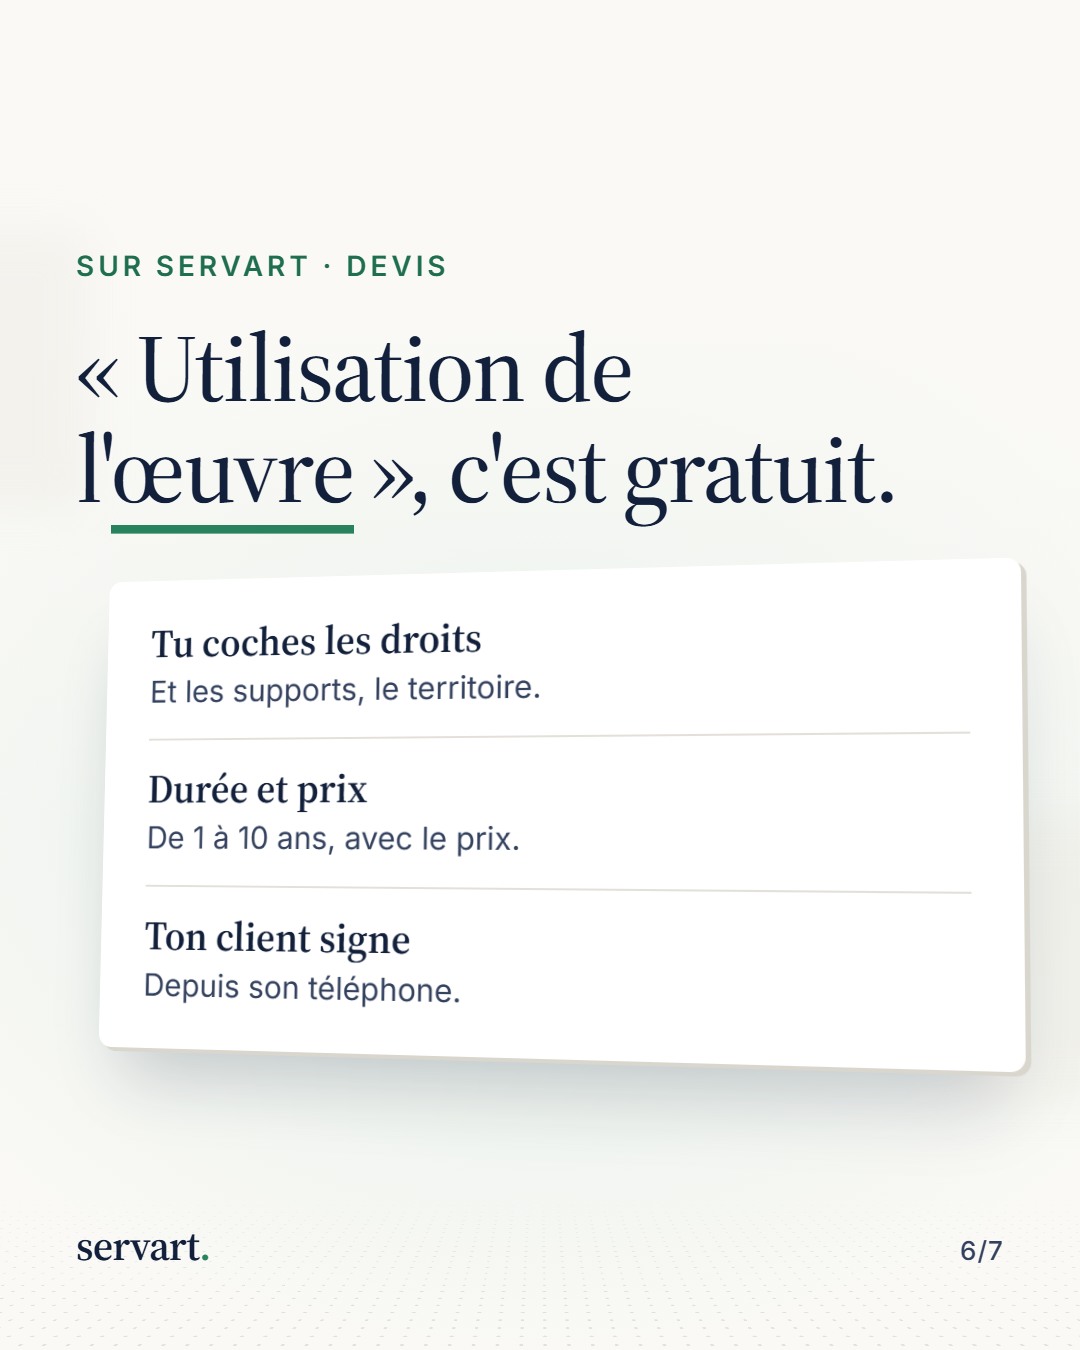 SUR SERVART · DEVIS
« Utilisation de
l'œuvre », c'est gratuit.
Tu coches les droits
Et les supports, le territoire.
Durée et prix
De 1 à 10 ans, avec le prix.
Ton client signe
Depuis son téléphone.
servart.
6/7